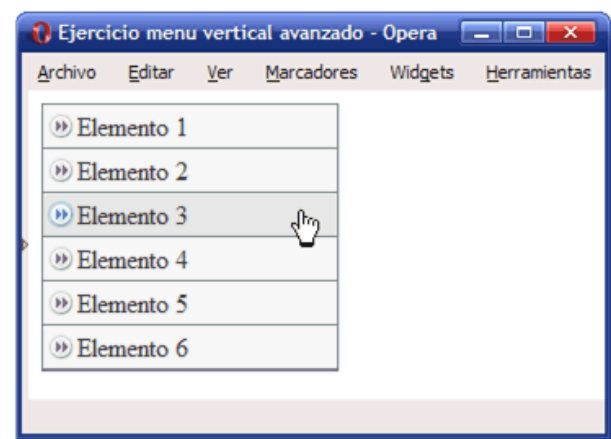 Ejercicio menu vertical avanzado - Opera
Archivo Editar Ver Marcadores Widgets Herramientas
Elemento 1
Elemento 2
Elemento 3
Elemento 4
Elemento 5
Elemento 6